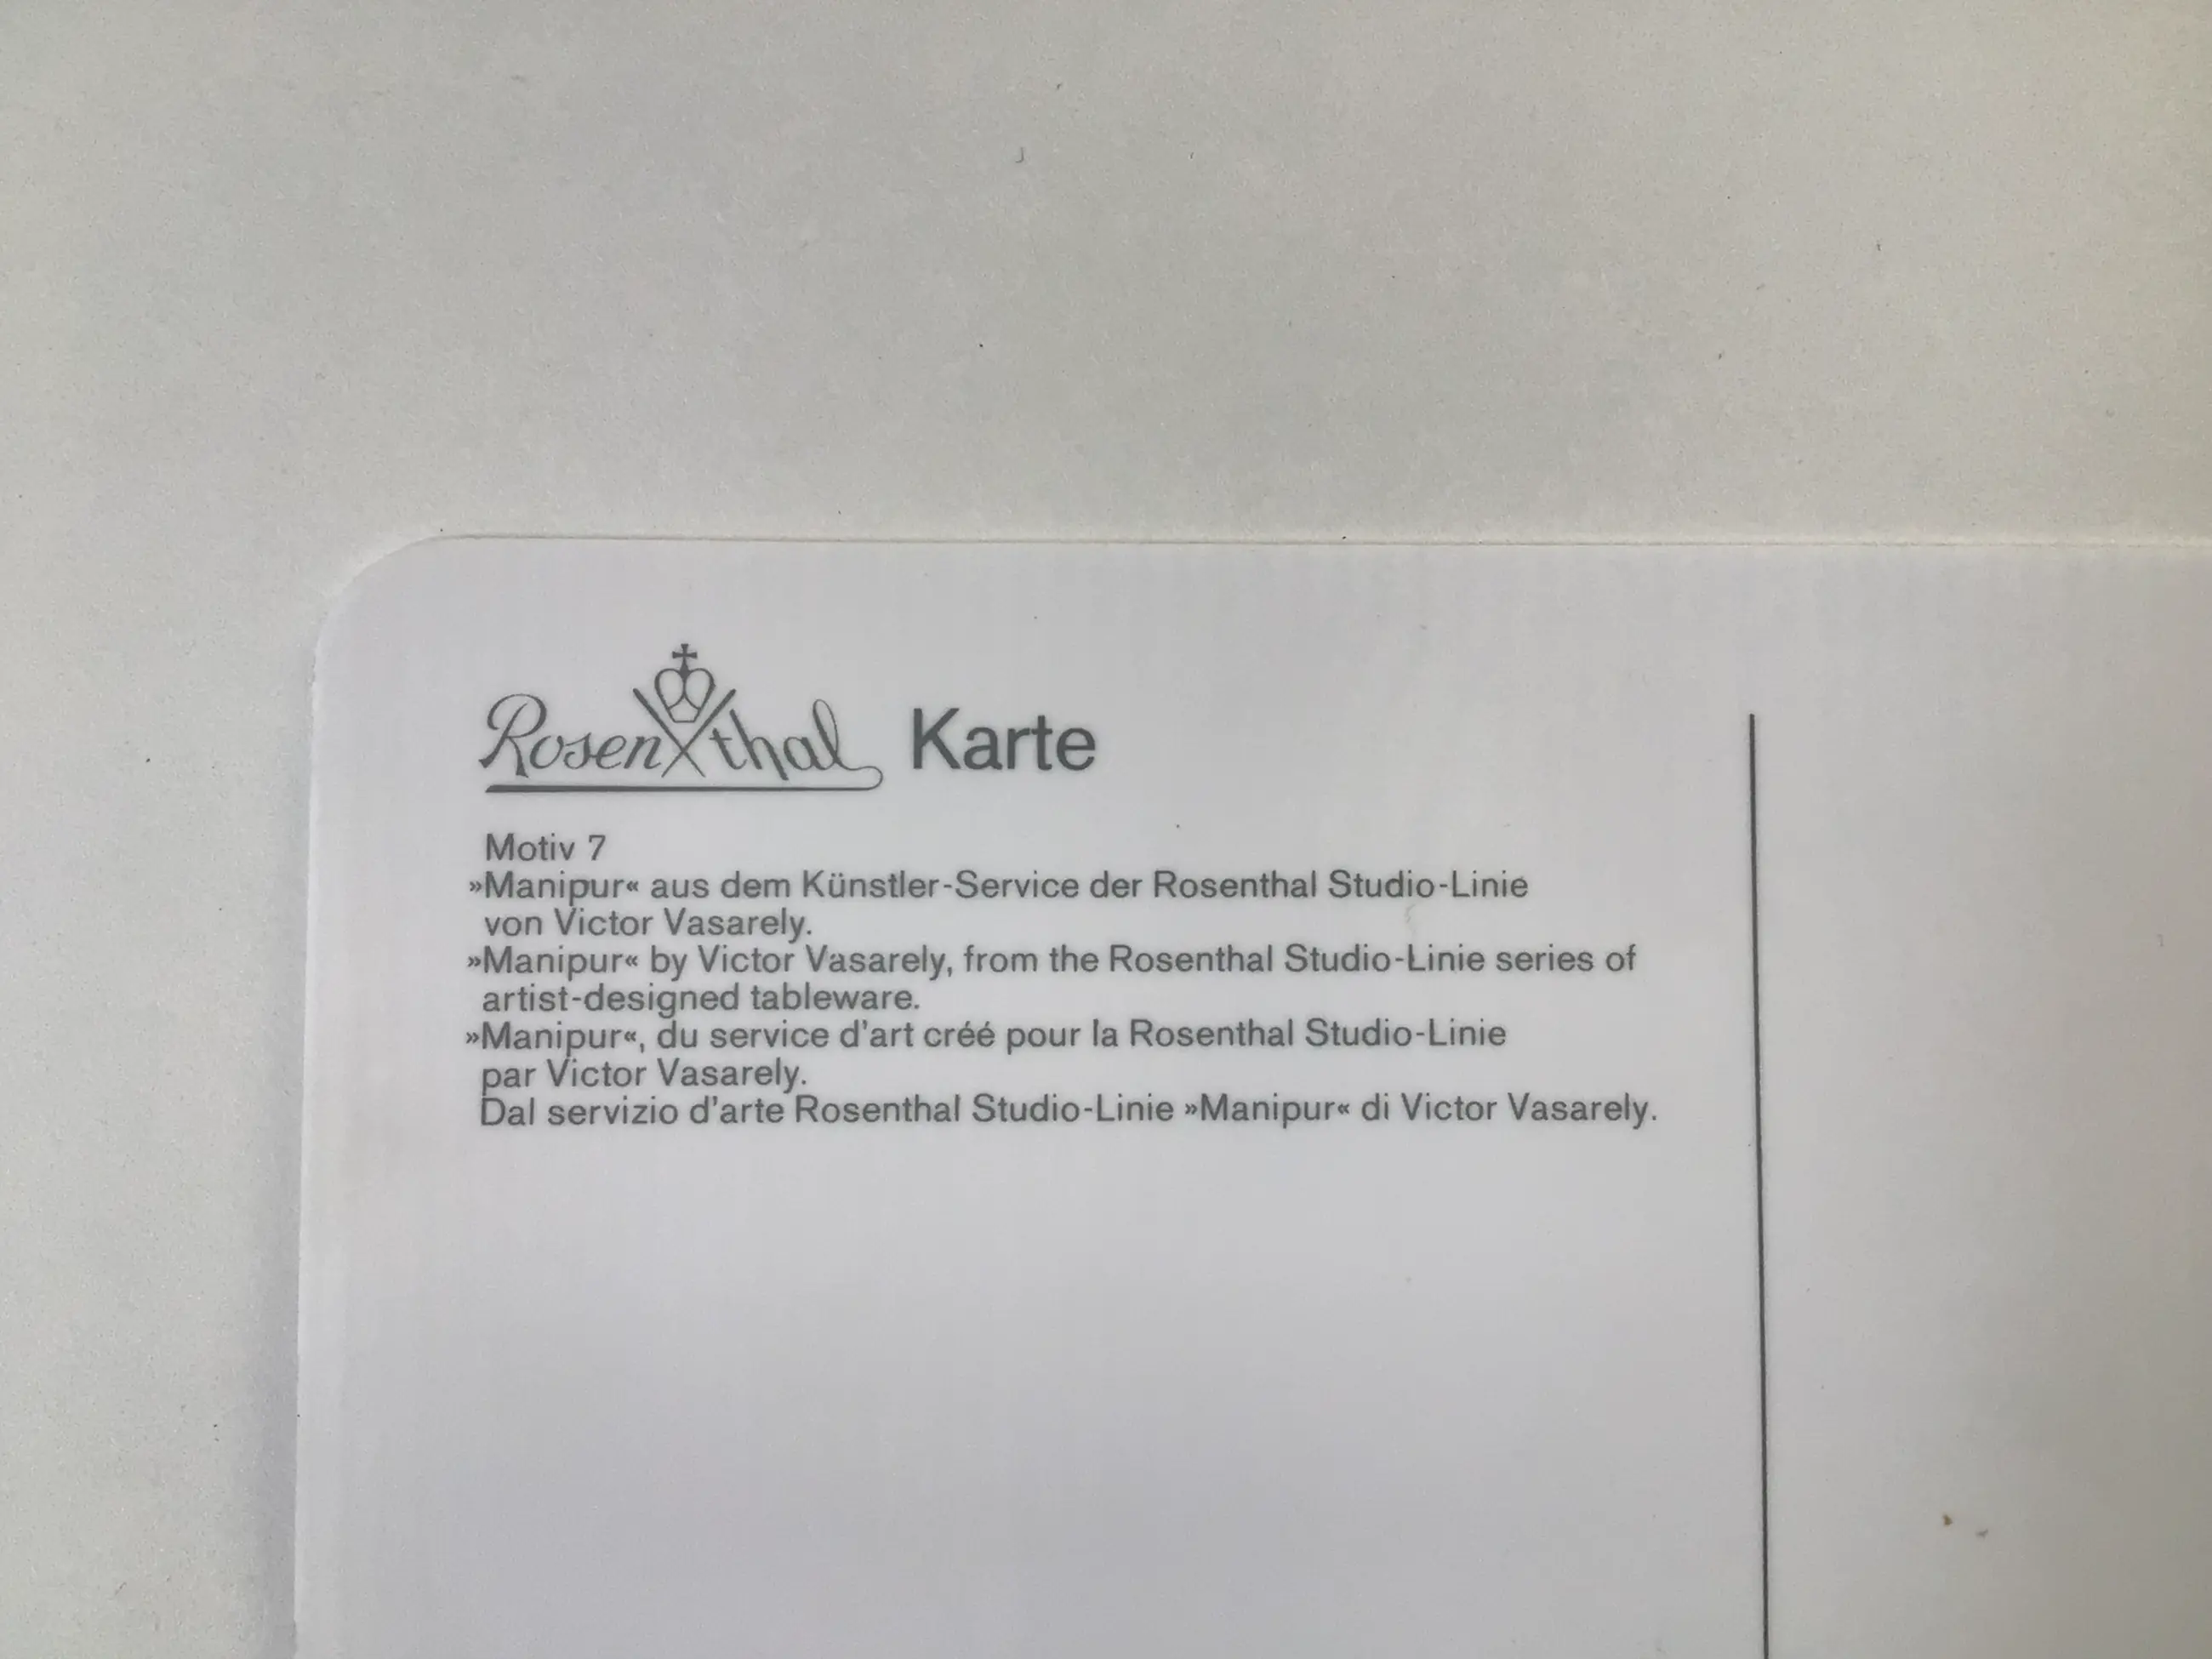 Rosenthal Karte
Motiv 7
»Manipur« aus dem Künstler-Service der Rosenthal Studio-Linie
von Victor Vasarely.
»Manipur« by Victor Vasarely, from the Rosenthal Studio-Linie series of
artist-designed tableware.
»Manipur«, du service d'art créé pour la Rosenthal Studio-Linie
par Victor Vasarely.
Dal servizio d'arte Rosenthal Studio-Linie »Manipur« di Victor Vasarely.